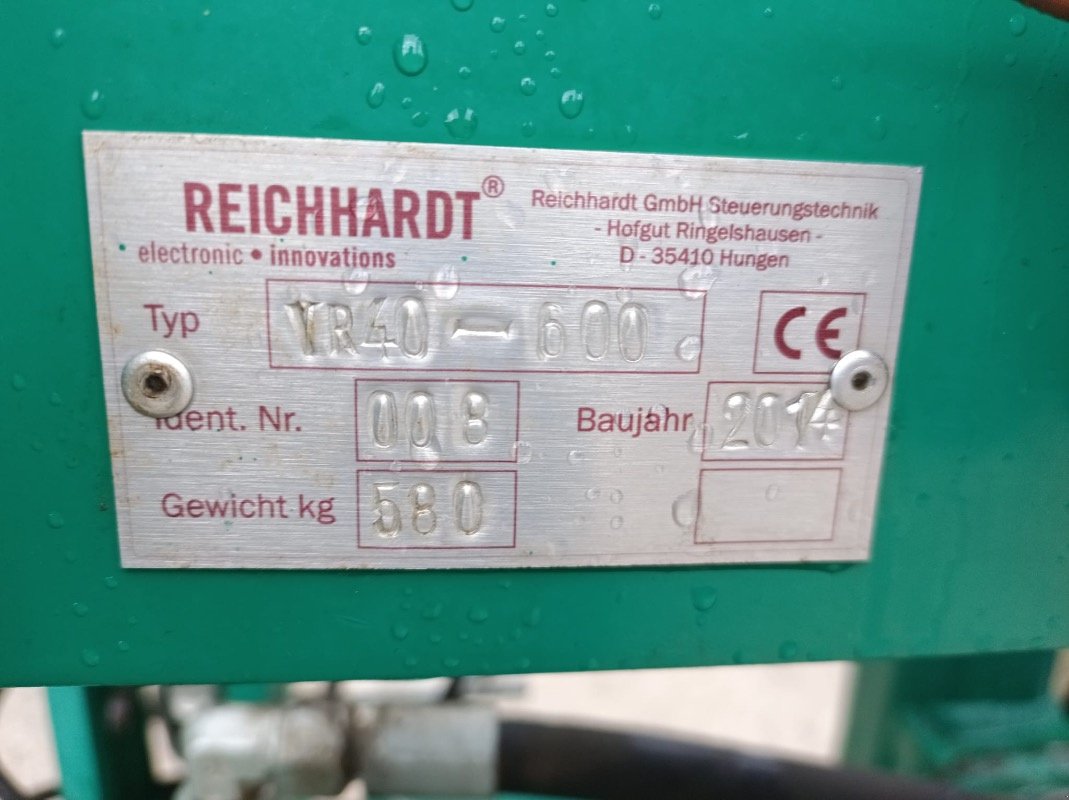 REICHHARDT®
electronic • innovations
Reichhardt GmbH Steuerungstechnik
- Hofgut Ringelshausen -
D - 35410 Hungen
Typ VR40-600 CE
Ident. Nr. 008 Baujahr 2014
Gewicht kg 580